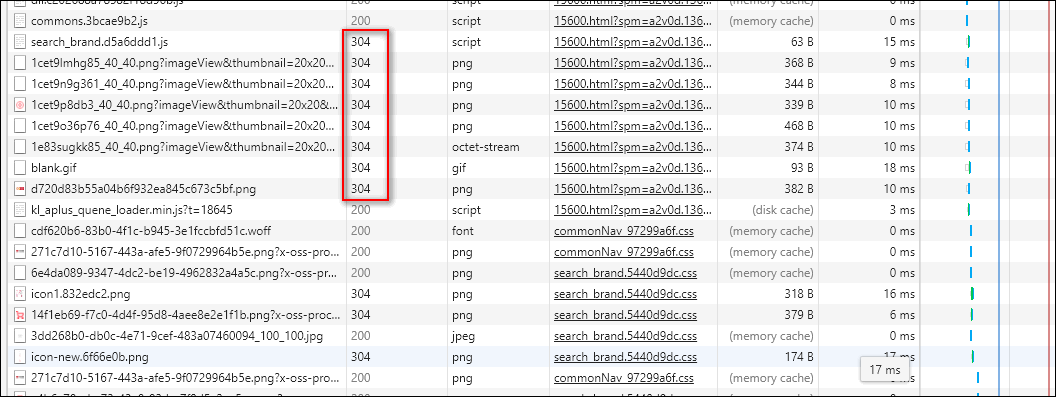 commons.3bcae9b2.js 200 script 15600.html?spm=a2v0d.136... (memory cache) 0 ms
search_brand.d5a6ddd1.js 304 script 15600.html?spm=a2v0d.136... 63 B 15 ms
1cet9lmhg85_40_40.png?imageView&thumbnail=20x20... 304 png 15600.html?spm=a2v0d.136... 368 B 9 ms
1cet9n9g361_40_40.png?imageView&thumbnail=20x20... 304 png 15600.html?spm=a2v0d.136... 344 B 8 ms
1cet9p8db3_40_40.png?imageView&thumbnail=20x20&... 304 png 15600.html?spm=a2v0d.136... 339 B 10 ms
1cet9o36p76_40_40.png?imageView&thumbnail=20x20... 304 png 15600.html?spm=a2v0d.136... 468 B 10 ms
1e83sugkk85_40_40.png?imageView&thumbnail=20x20... 304 octet-stream 15600.html?spm=a2v0d.136... 374 B 10 ms
blank.gif 304 gif 15600.html?spm=a2v0d.136... 93 B 18 ms
d720d83b55a04b6f932ea845c673c5bf.png 304 png 15600.html?spm=a2v0d.136... 382 B 10 ms
kl_aplus_quene_loader.min.js?t=18645 200 script 15600.html?spm=a2v0d.136... (disk cache) 3 ms
cdf620b6-83b0-4f1c-b945-3e1fccbfd51c.woff 200 font commonNav_97299a6f.css (memory cache) 0 ms
271c7d10-5167-443a-afe5-9f0729964b5e.png?x-oss-pro... 200 png commonNav_97299a6f.css (memory cache) 0 ms
6e4da089-9347-4dc2-be19-4962832a4a5c.png?x-oss-pr... 200 png search_brand.5440d9dc.css (memory cache) 0 ms
icon1.832edc2.png 304 png search_brand.5440d9dc.css 318 B 16 ms
14f1eb69-f7c0-4d4f-95d8-4aee8e2e1f1b.png?x-oss-proc... 304 png search_brand.5440d9dc.css 379 B 6 ms
3dd268b0-db0c-4e71-9cef-483a07460094_100_100.jpg 200 jpeg search_brand.5440d9dc.css (memory cache) 0 ms
icon-new.6f66e0b.png 304 png search_brand.5440d9dc.css 174 B 17 ms
17 ms
271c7d10-5167-443a-afe5-9f0729964b5e.png?x-oss-pro... 200 png commonNav_97299a6f.css (memory cache) 0 ms